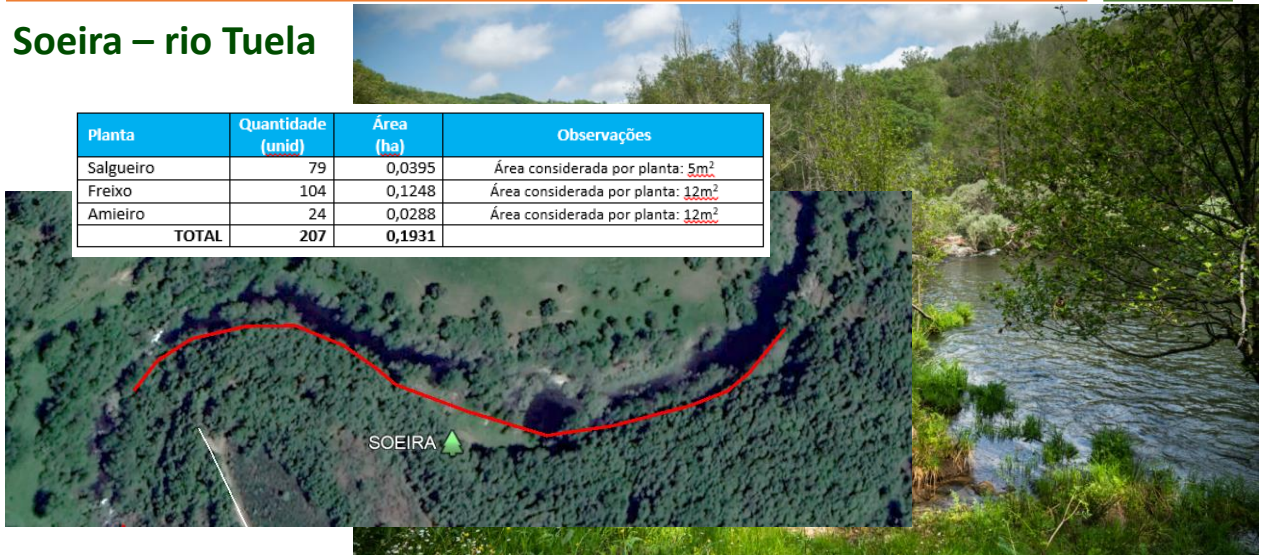 Soeira – rio Tuela
Planta Quantidade (unid) Área (ha) Observações
Salgueiro 79 0,0395 Área considerada por planta: 5m²
Freixo 104 0,1248 Área considerada por planta: 12m²
Amieiro 24 0,0288 Área considerada por planta: 12m²
TOTAL 207 0,1931
SOEIRA